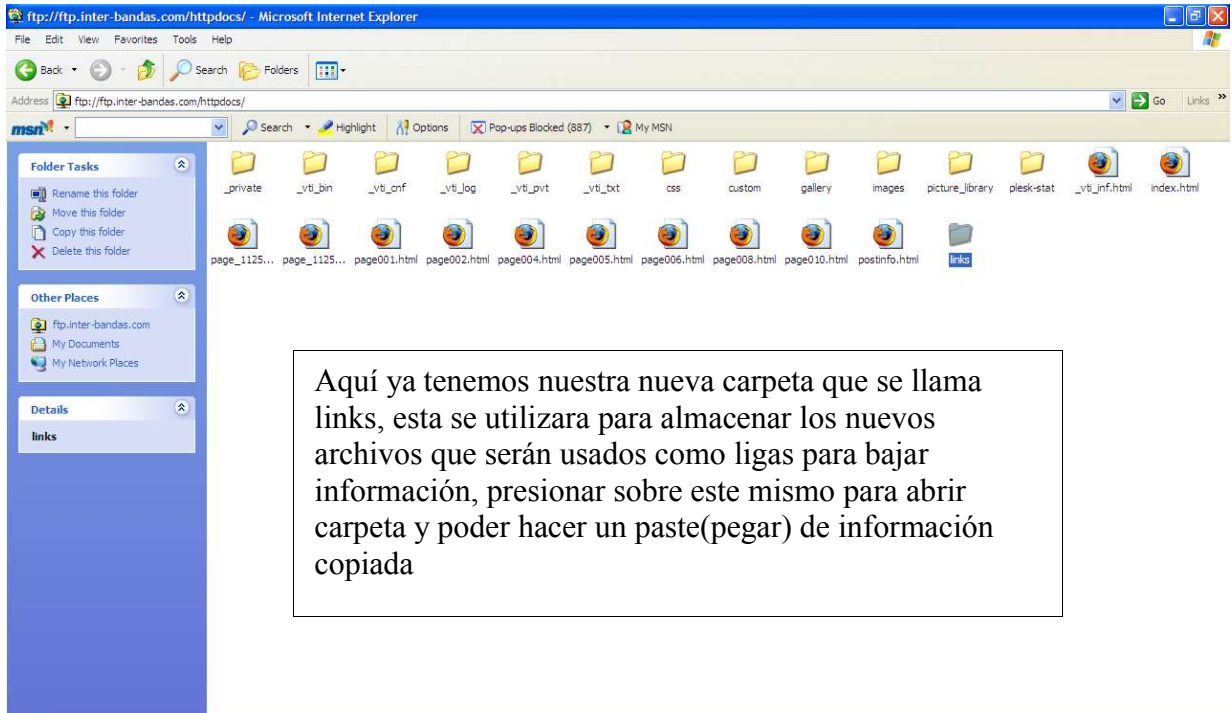 ftp://ftp.inter-bandas.com/httpdocs/ - Microsoft Internet Explorer
File Edit View Favorites Tools Help
Back Search Folders
Address ftp://ftp.inter-bandas.com/httpdocs/ Go Links »
msn Search Highlight Options Pop-ups Blocked (887) My MSN
Folder Tasks
Rename this folder
Move this folder
Copy this folder
Delete this folder
Other Places
ftp.inter-bandas.com
My Documents
My Network Places
Details
links
_private _vti_bin _vti_cnf _vti_log _vti_pvt _vti_txt css custom gallery images picture_library plesk-stat _vti_inf.html index.html
page_1125... page_1125... page001.html page002.html page004.html page005.html page006.html page008.html page010.html postinfo.html links
Aquí ya tenemos nuestra nueva carpeta que se llama
links, esta se utilizara para almacenar los nuevos
archivos que serán usados como ligas para bajar
información, presionar sobre este mismo para abrir
carpeta y poder hacer un paste(pegar) de información
copiada